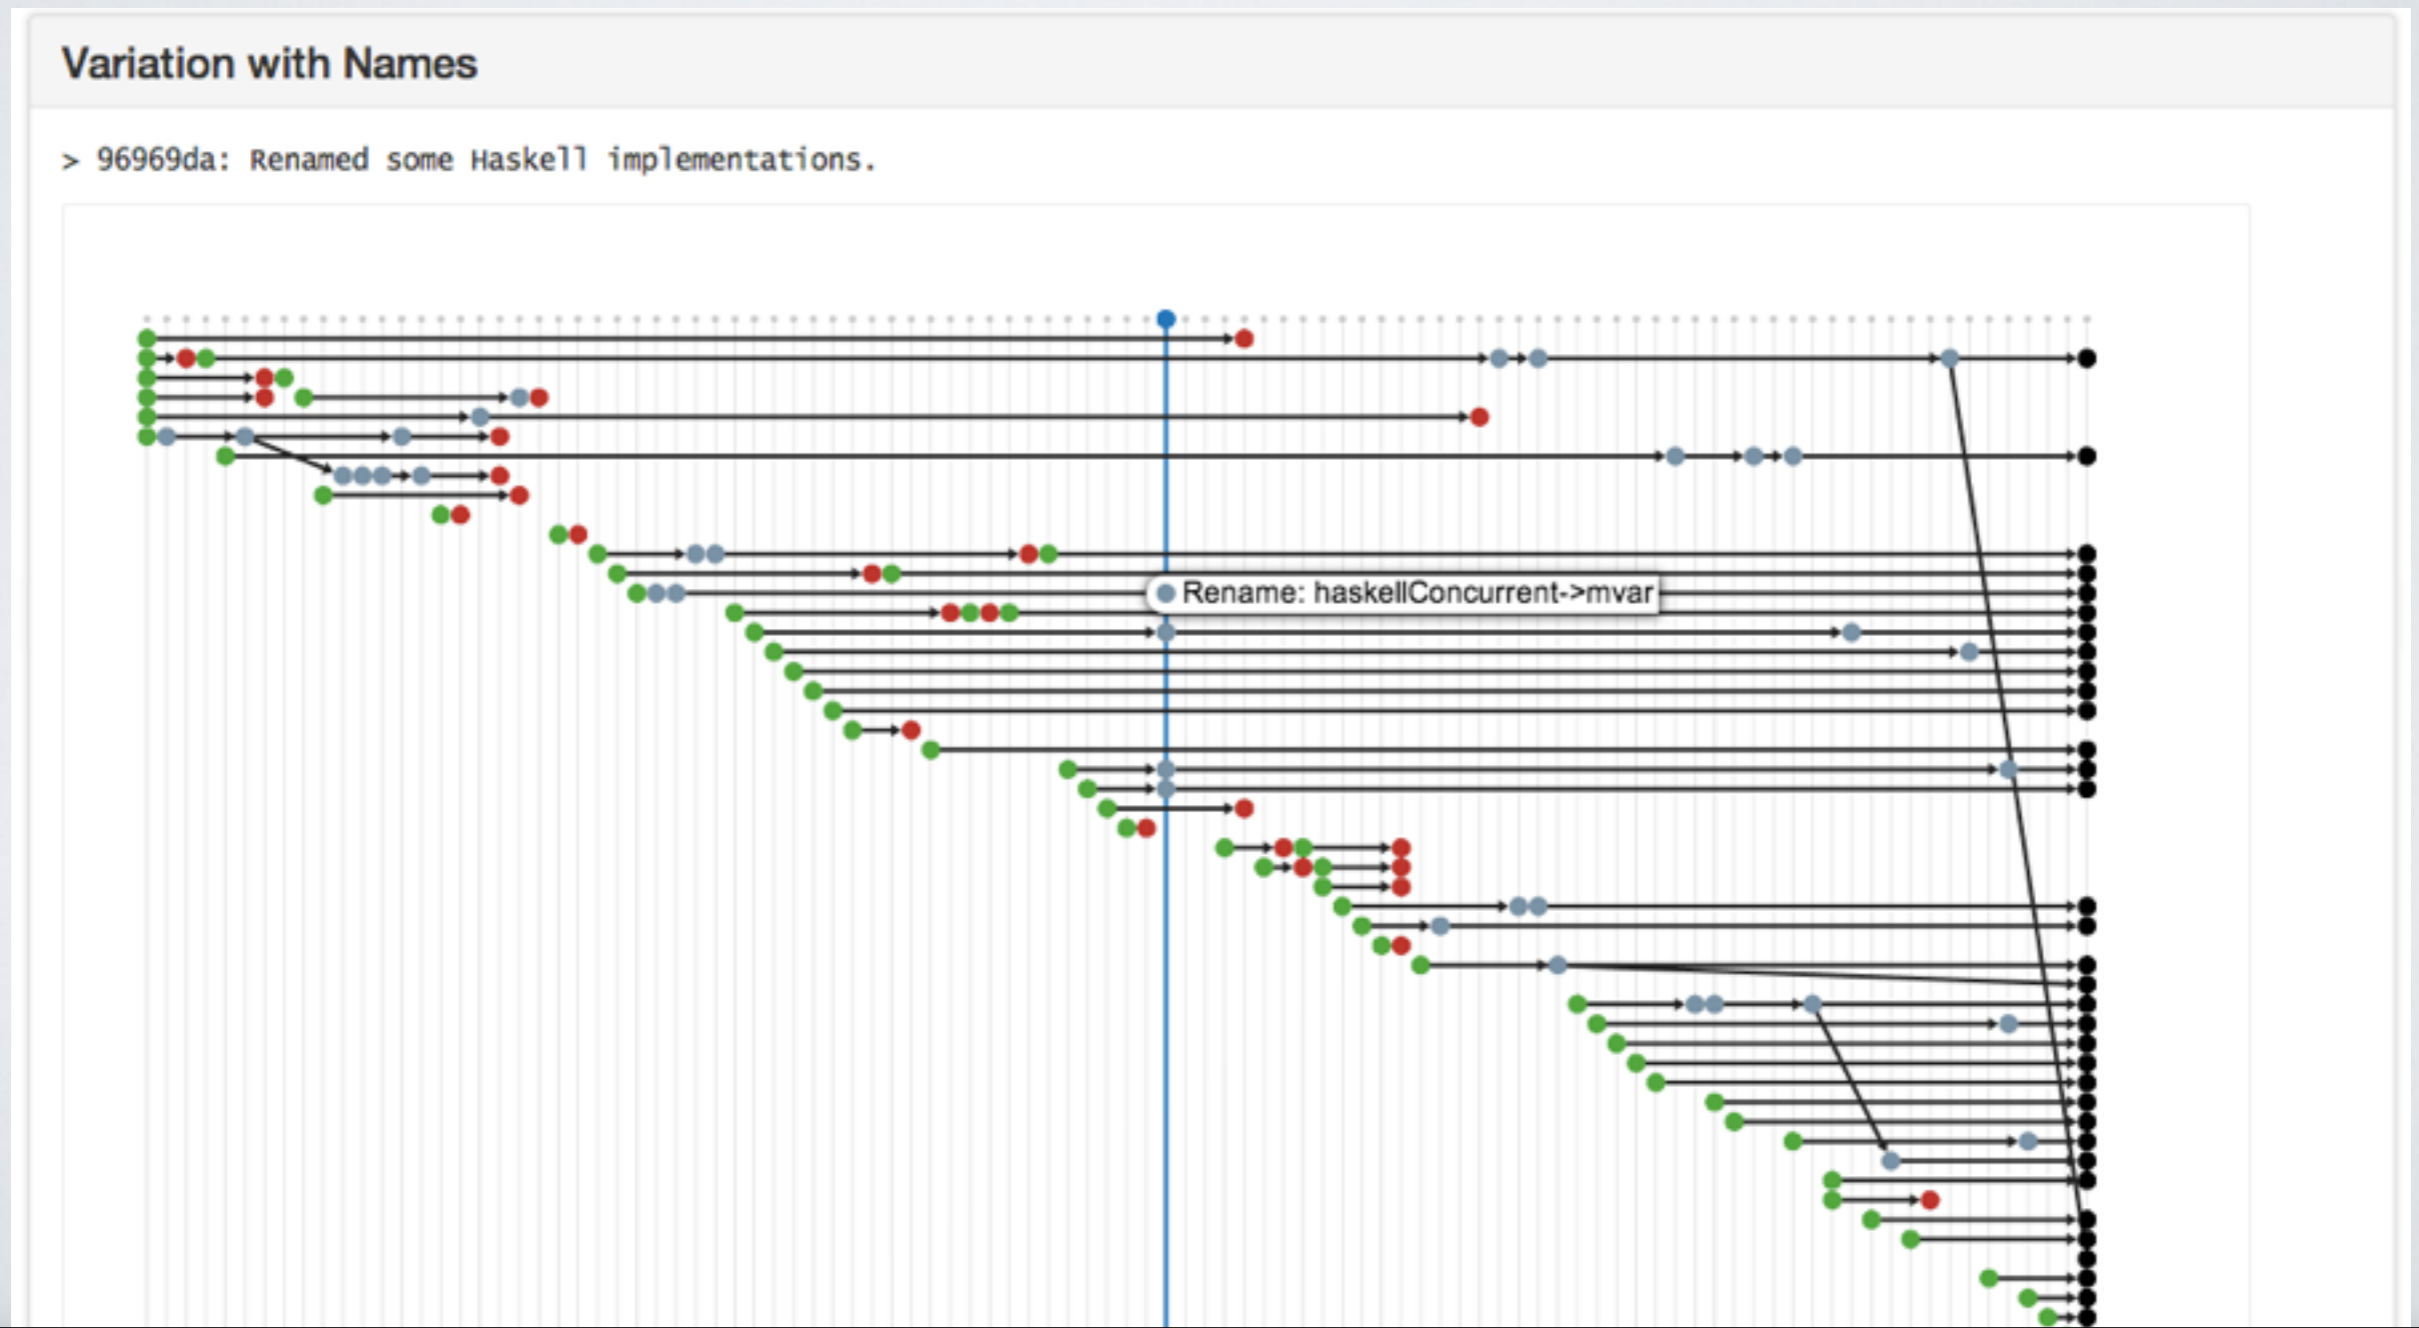 Variation with Names
> 96969da: Renamed some Haskell implementations.
Rename: haskellConcurrent->mvar